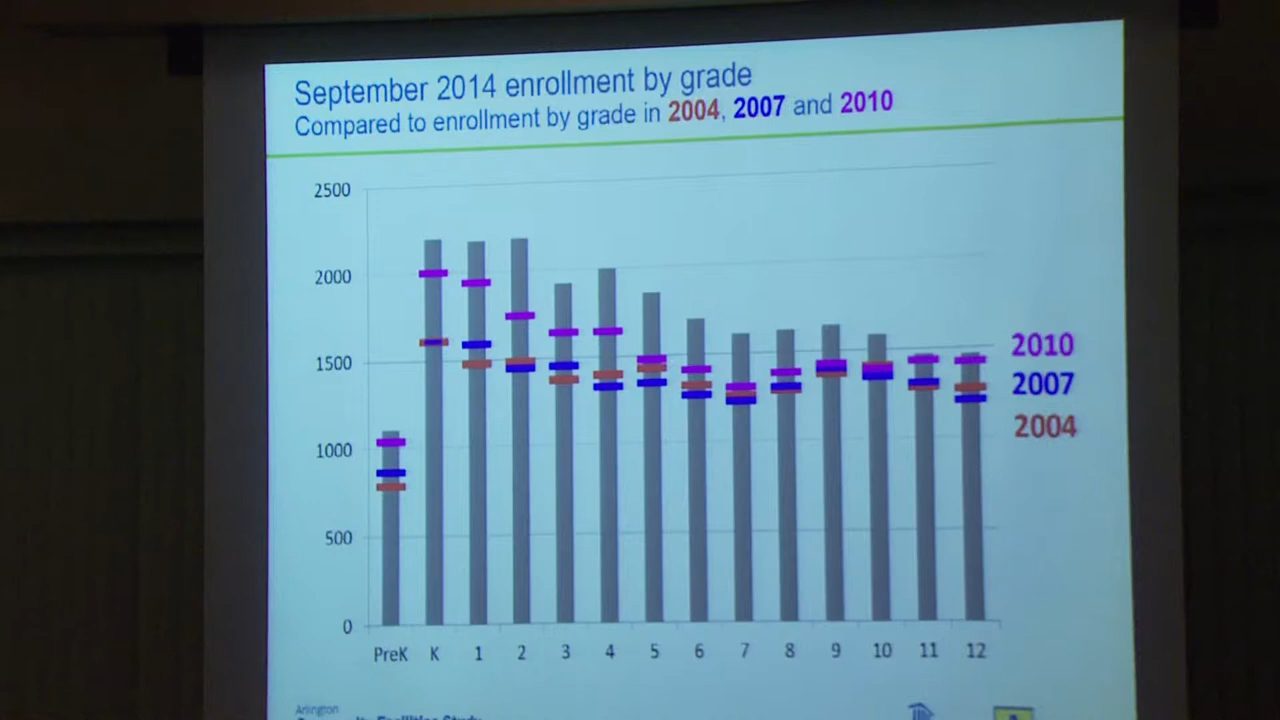 September 2014 enrollment by grade
Compared to enrollment by grade in 2004, 2007 and 2010
2500
2000
1500
1000
500
0
PreK K 1 2 3 4 5 6 7 8 9 10 11 12
2010
2007
2004
Arlington
Facilities Study